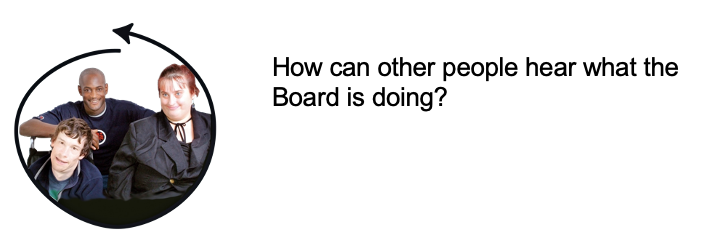 How can other people hear what the
Board is doing?